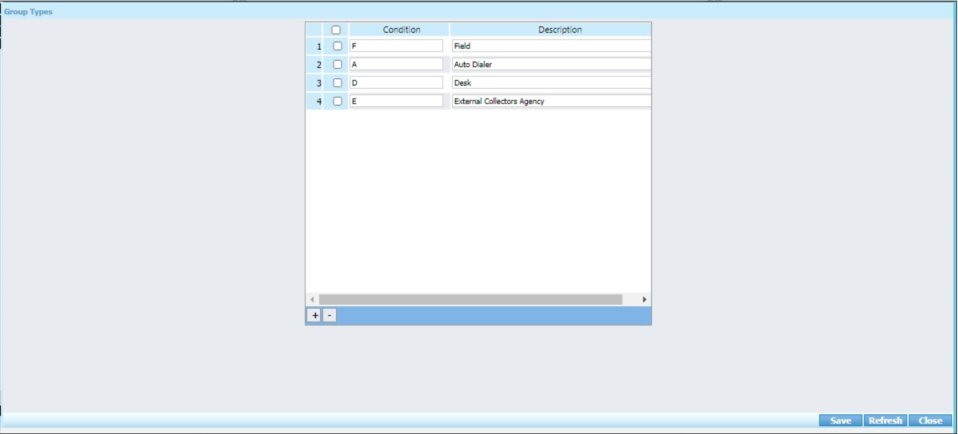 Group Types
Condition Description
1 F Field
2 A Auto Dialer
3 D Desk
4 E External Collectors Agency
+ -
Save Refresh Close